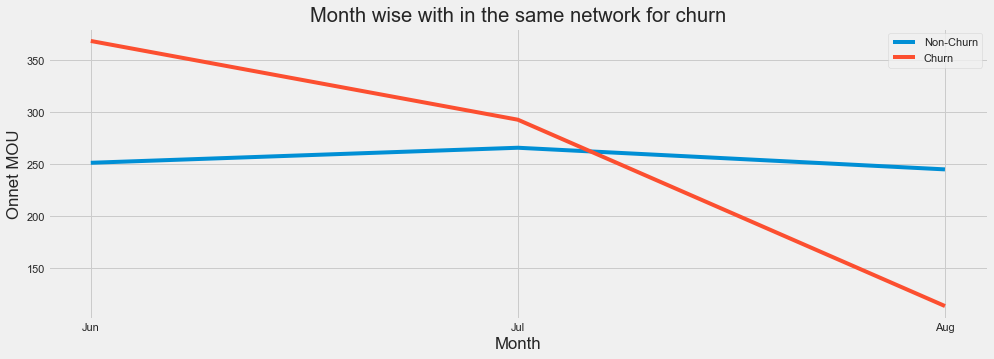 Month wise with in the same network for churn
Non-Churn
Churn
Onnet MOU
350
300
250
200
150
Jun
Jul
Aug
Month